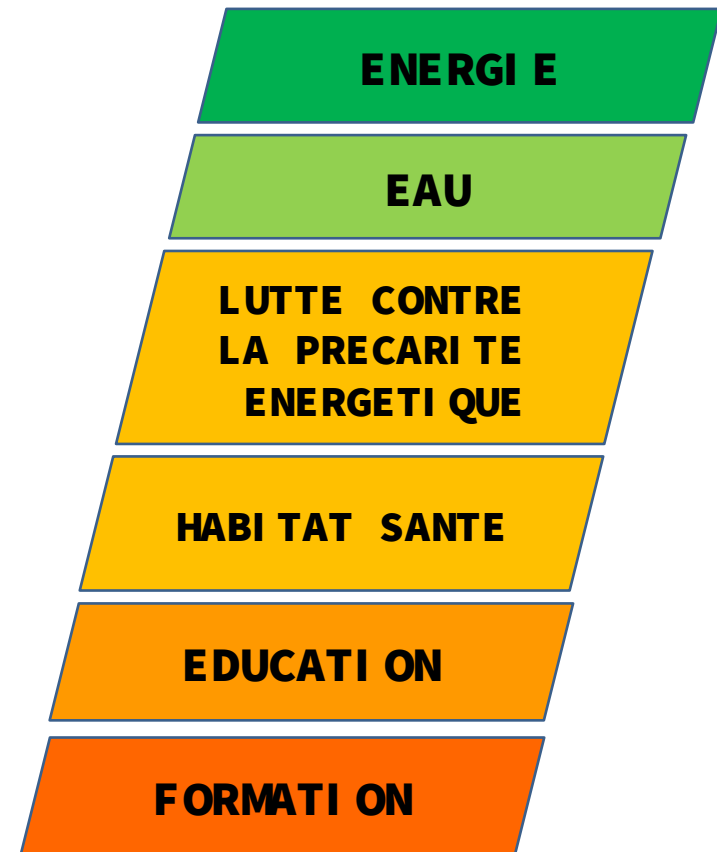 ENERGIE
EAU
LUTTE CONTRE
LA PRECARITE
ENERGETIQUE
HABITAT SANTE
EDUCATION
FORMATION